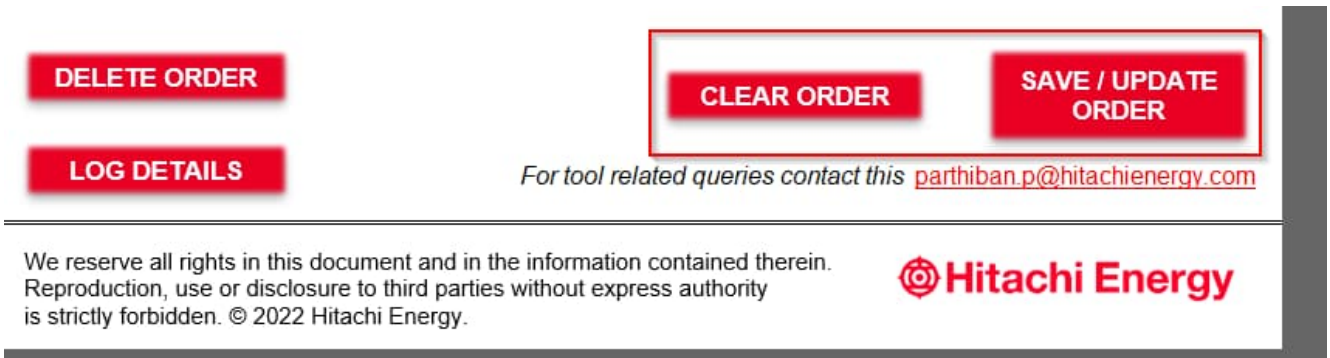 DELETE ORDER
CLEAR ORDER
SAVE / UPDATE
ORDER
LOG DETAILS
For tool related queries contact this parthiban.p@hitachienergy.com
We reserve all rights in this document and in the information contained therein.
Reproduction, use or disclosure to third parties without express authority
is strictly forbidden. © 2022 Hitachi Energy.
Hitachi Energy